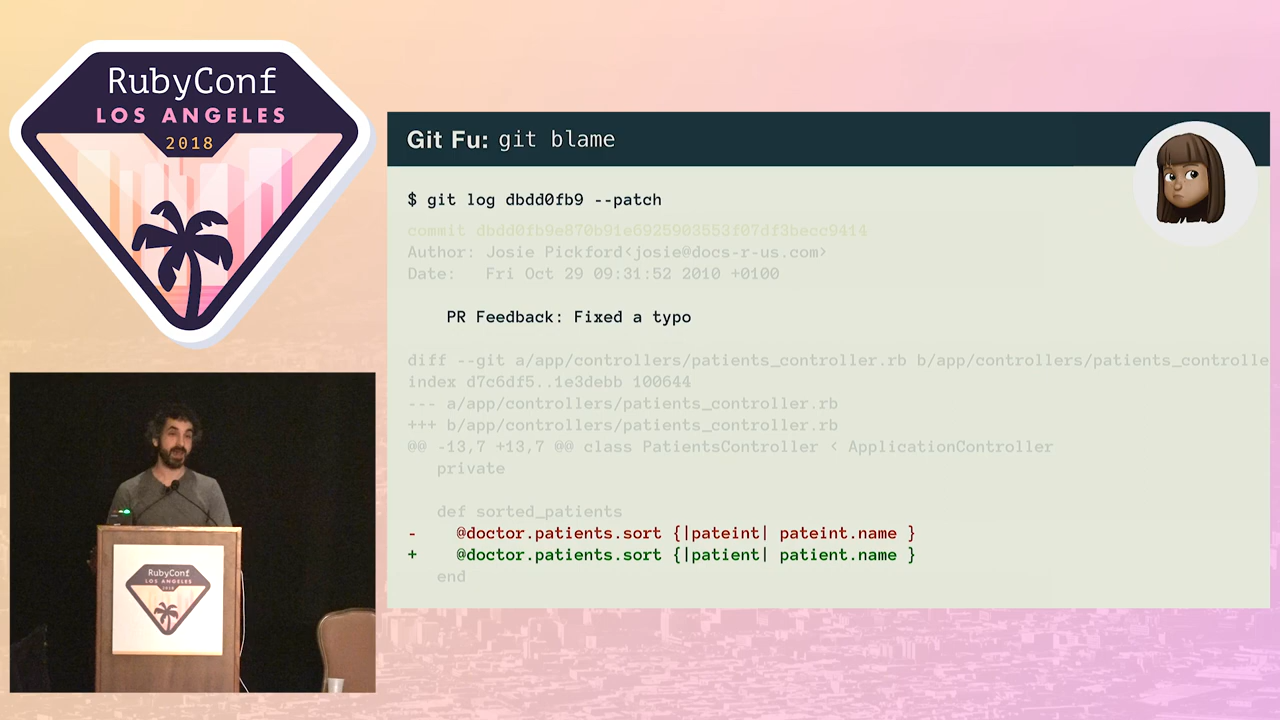 RubyConf
LOS ANGELES
2018
Git Fu: git blame
$ git log dbdd0fb9 --patch
commit dbdd0fb9e870b91e6925903553f07df3becc9414
Author: Josie Pickford<josie@docs-r-us.com>
Date:   Fri Oct 29 09:31:52 2010 +0100
PR Feedback: Fixed a typo
diff --git a/app/controllers/patients_controller.rb b/app/controllers/patients_controlle
index d7c6df5..1e3debb 100644
--- a/app/controllers/patients_controller.rb
+++ b/app/controllers/patients_controller.rb
@@ -13,7 +13,7 @@ class PatientsController < ApplicationController
private
def sorted_patients
-    @doctor.patients.sort {|pateint| pateint.name }
+    @doctor.patients.sort {|patient| patient.name }
end
RubyConf
LOS ANGELES
2018